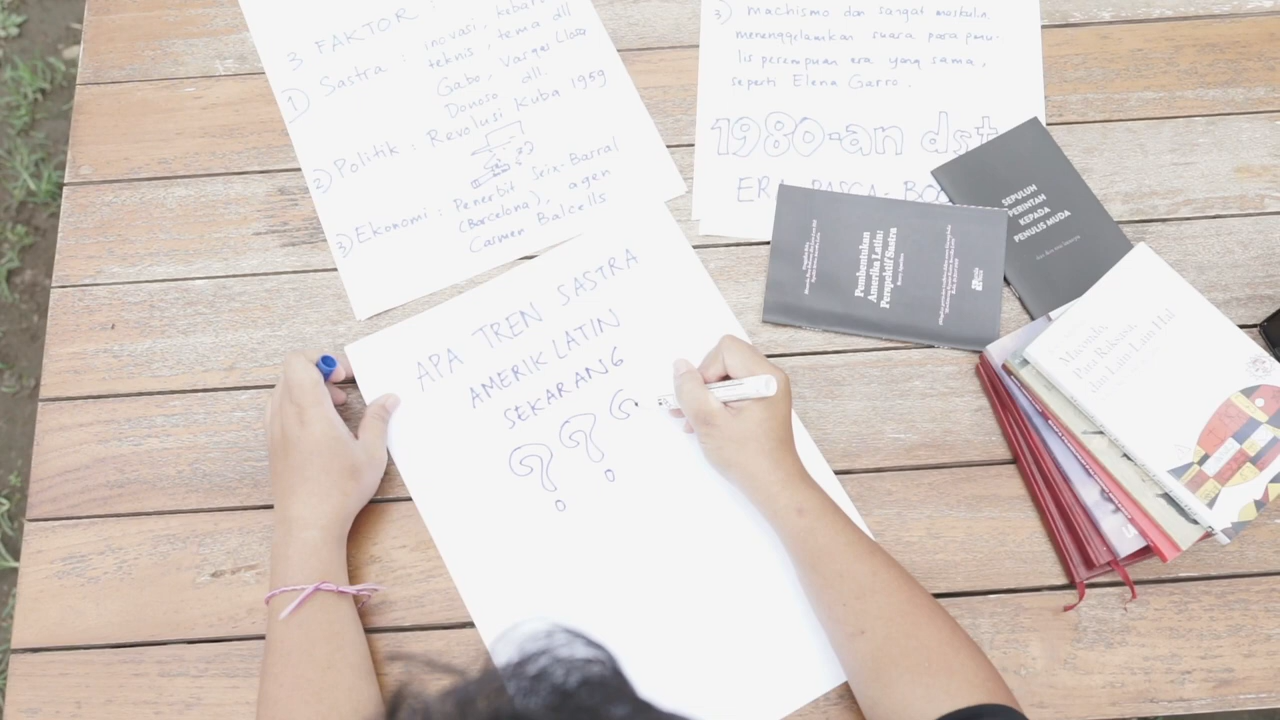 3 FAKTOR :
1) Sastra : inovasi, kebaru
teknis, tema dll
Gabo, Vargas Llosa
Donoso dll.
2) Politik : Revolusi Kuba 1959
3) Ekonomi : Penerbit Seix-Barral
(Barcelona), agen
Carmen Balcells
3) machismo dan sangat maskulin
menenggelamkan suara para penu-
lis perempuan era yang sama,
seperti Elena Garro.
1980-an dst
ERA PASCA-BO
APA TREN SASTRA
AMERIK LATIN
SEKARANG
??
SEPULUH
PERINTAH
KEPADA
PENULIS MUDA
Pembentukan
Amerika Latin:
Perspektif Sastra
Alfonsina,
Para Raksasa,
dan Lain-Lain Hal